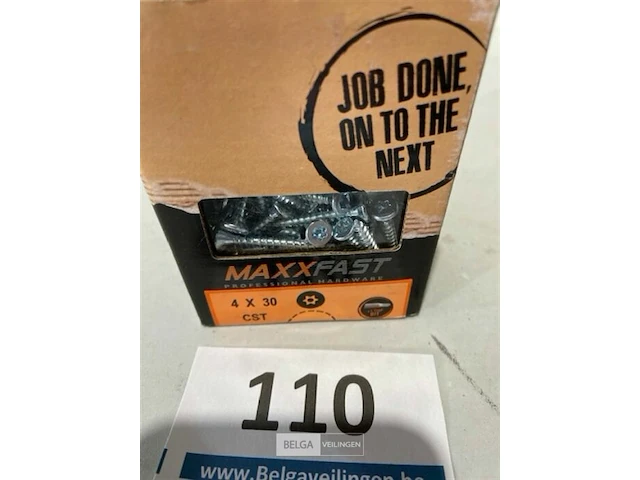 JOB DONE,
ON TO THE
NEXT
MAXXFAST
PROFESSIONAL HARDWARE
4 X 30
CST
110
BELGA VEILINGEN
www.Belgaveilingen.be